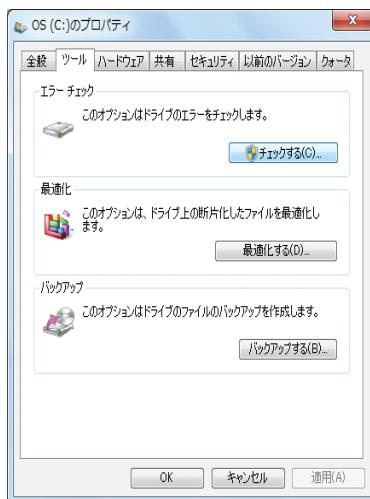 OS (C:)のプロパティ
全般 ツール ハードウェア 共有 セキュリティ 以前のバージョン クォータ
エラー チェック
このオプションはドライブのエラーをチェックします。
チェックする(C)...
最適化
このオプションは、ドライブ上の断片化したファイルを最適化し
ます。
最適化する(D)...
バックアップ
このオプションはドライブのファイルのバックアップを作成します。
バックアップする(B)...
OK キャンセル 適用(A)